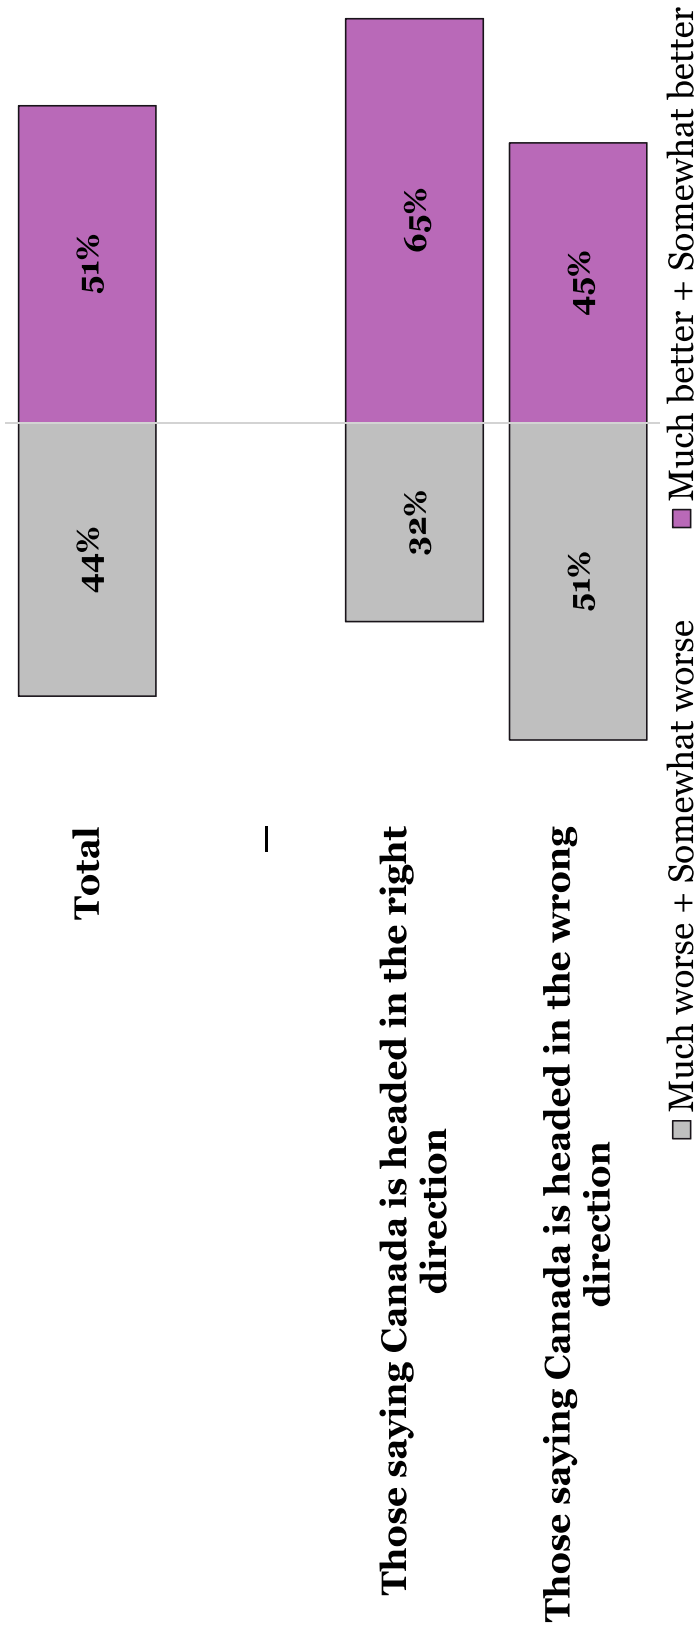 Total
44%
51%
–
Those saying Canada is headed in the right
direction
32%
65%
Those saying Canada is headed in the wrong
direction
51%
45%
Much worse + Somewhat worse
Much better + Somewhat better